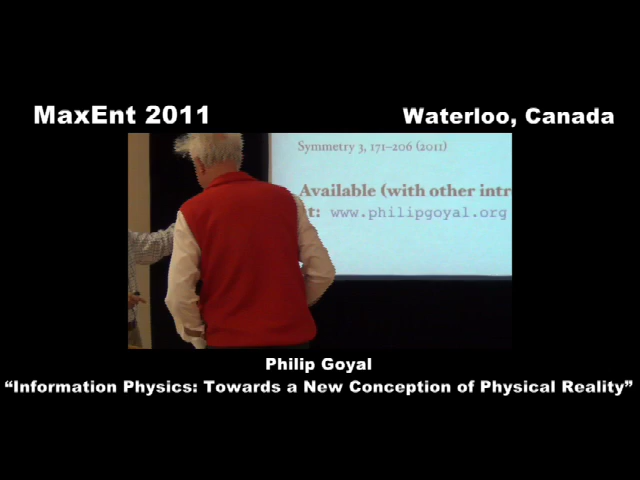 MaxEnt 2011
Waterloo, Canada
Symmetry 3, 171–206 (2011)
Available (with other intr
t: www.philipgoyal.org
Philip Goyal
“Information Physics: Towards a New Conception of Physical Reality”